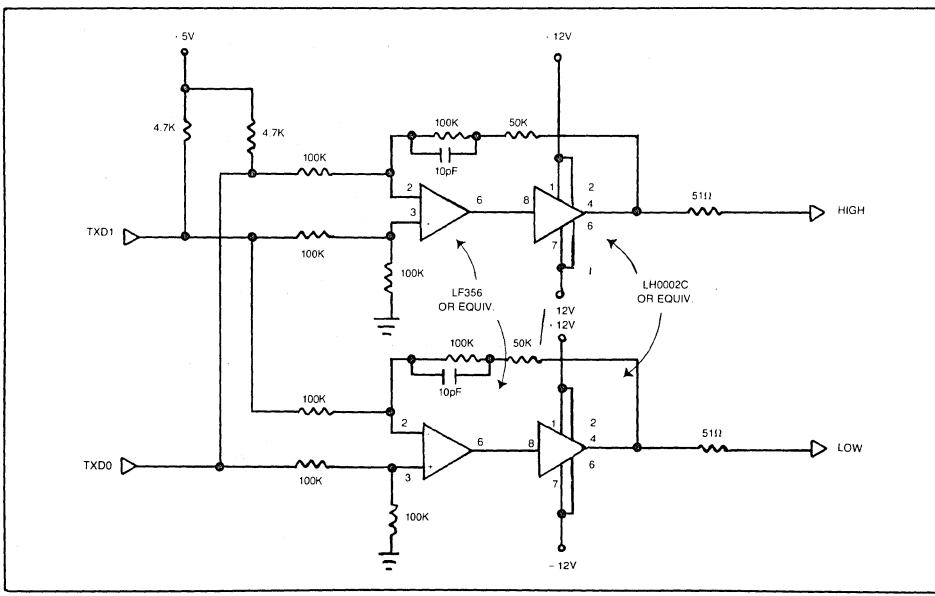 · 5V
· 12V
4.7K
4.7K
100K
50K
10pF
100K
2
3
6
8
1
2
4
6
7
51Ω
HIGH
TXD1
100K
100K
LF356
OR EQUIV.
LH0002C
OR EQUIV.
12V
· 12V
100K
50K
10pF
100K
2
3
6
8
1
2
4
6
7
51Ω
LOW
TXD0
100K
100K
- 12V